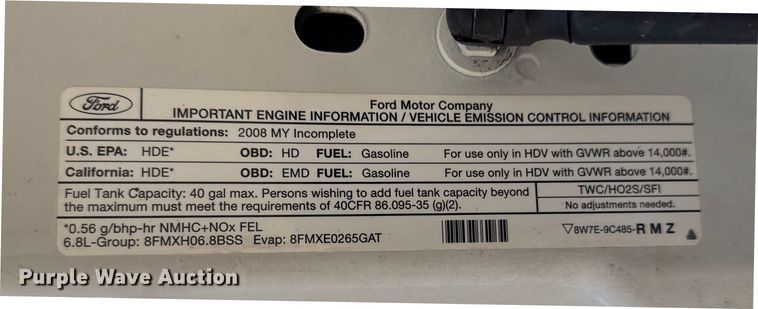 Ford
Ford Motor Company
IMPORTANT ENGINE INFORMATION / VEHICLE EMISSION CONTROL INFORMATION
Conforms to regulations: 2008 MY Incomplete
U.S. EPA: HDE* OBD: HD FUEL: Gasoline For use only in HDV with GVWR above 14,000#.
California: HDE* OBD: EMD FUEL: Gasoline For use only in HDV with GVWR above 14,000#.
Fuel Tank Capacity: 40 gal max. Persons wishing to add fuel tank capacity beyond
the maximum must meet the requirements of 40CFR 86.095-35 (g)(2).
TWC/HO2S/SFI
No adjustments needed.
*0.56 g/bhp-hr NMHC+NOx FEL
6.8L-Group: 8FMXH06.8BSS Evap: 8FMXE0265GAT
▽8W7E-9C485-R M Z
Purple Wave Auction